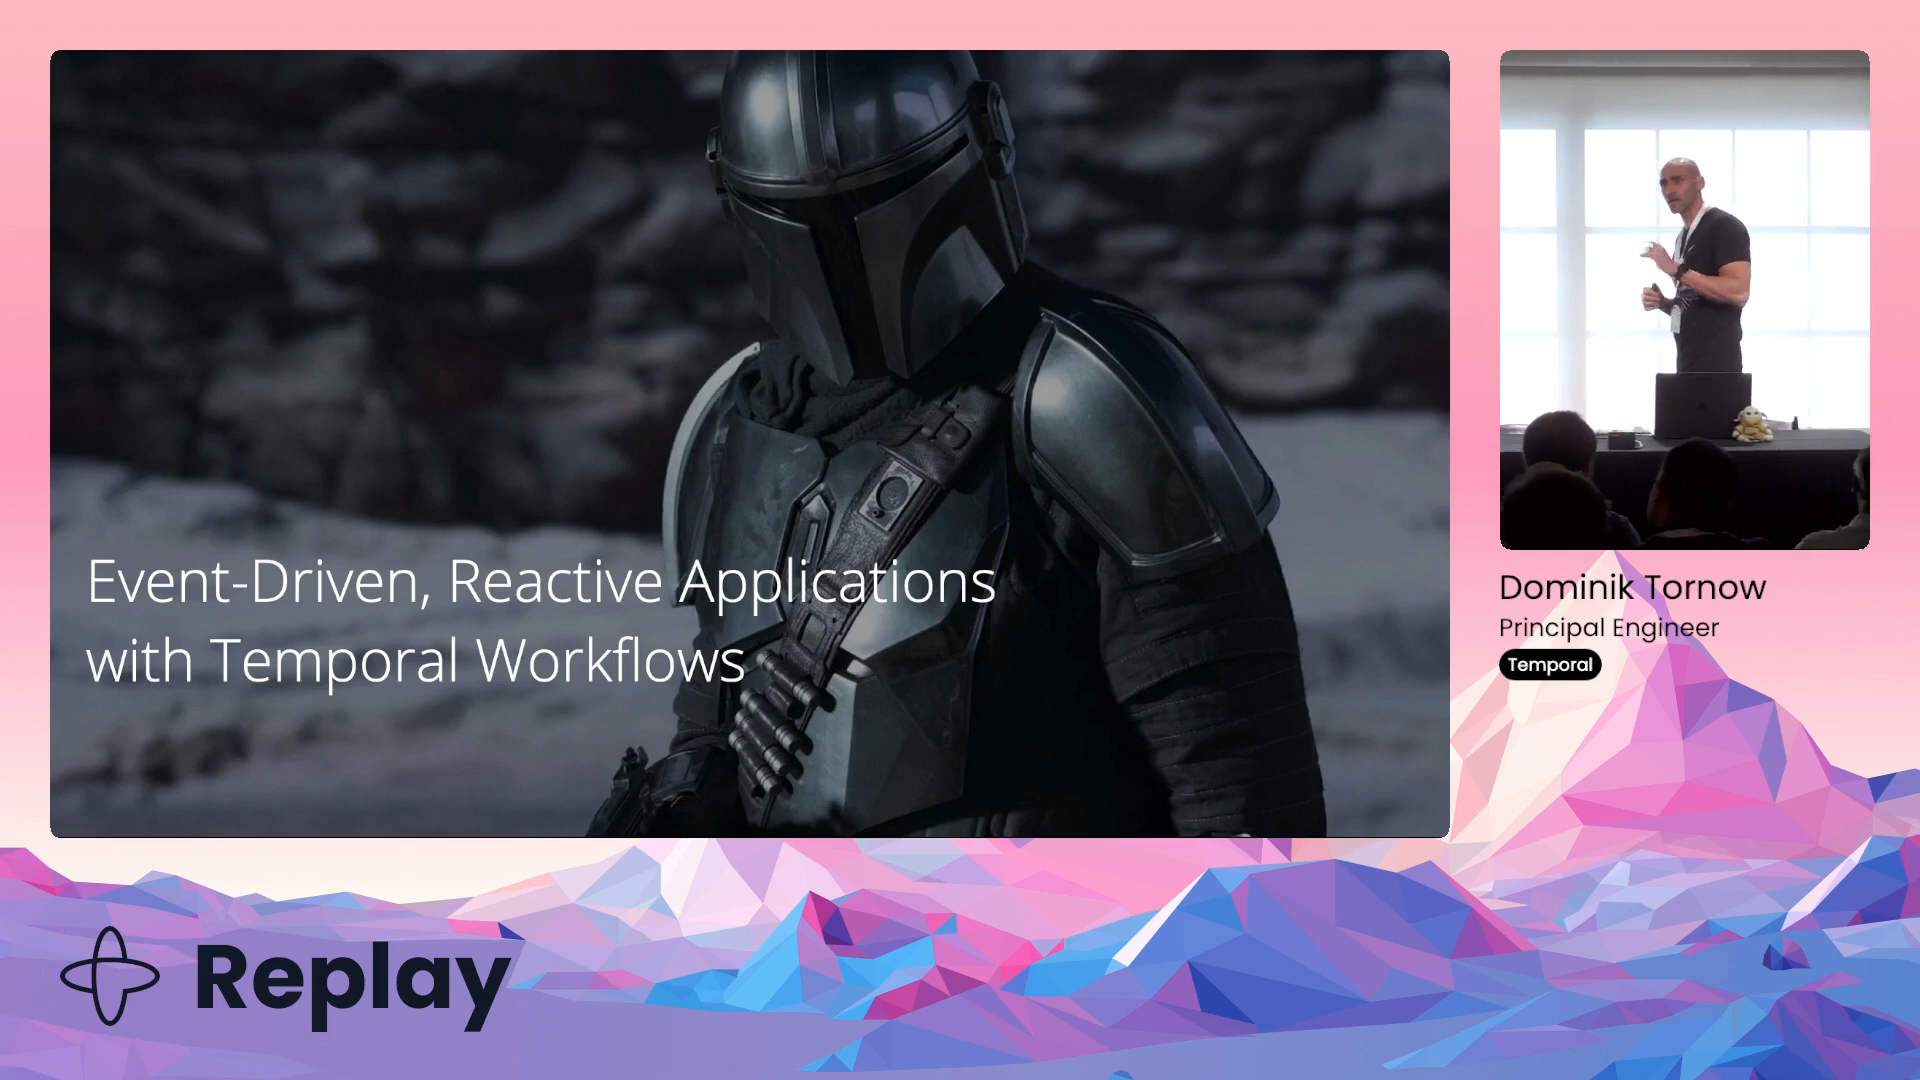 Event-Driven, Reactive Applications
with Temporal Workflows
Dominik Tornow
Principal Engineer
Temporal
Replay